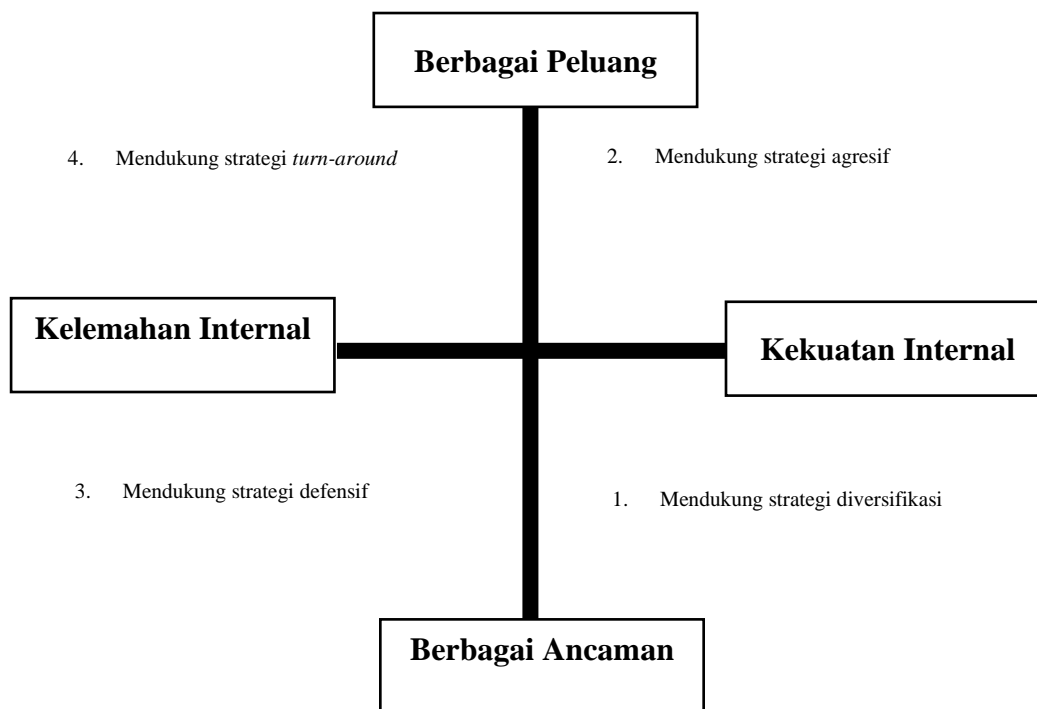 Berbagai Peluang
4. Mendukung strategi turn-around
2. Mendukung strategi agresif
Kelemahan Internal
Kekuatan Internal
3. Mendukung strategi defensif
1. Mendukung strategi diversifikasi
Berbagai Ancaman